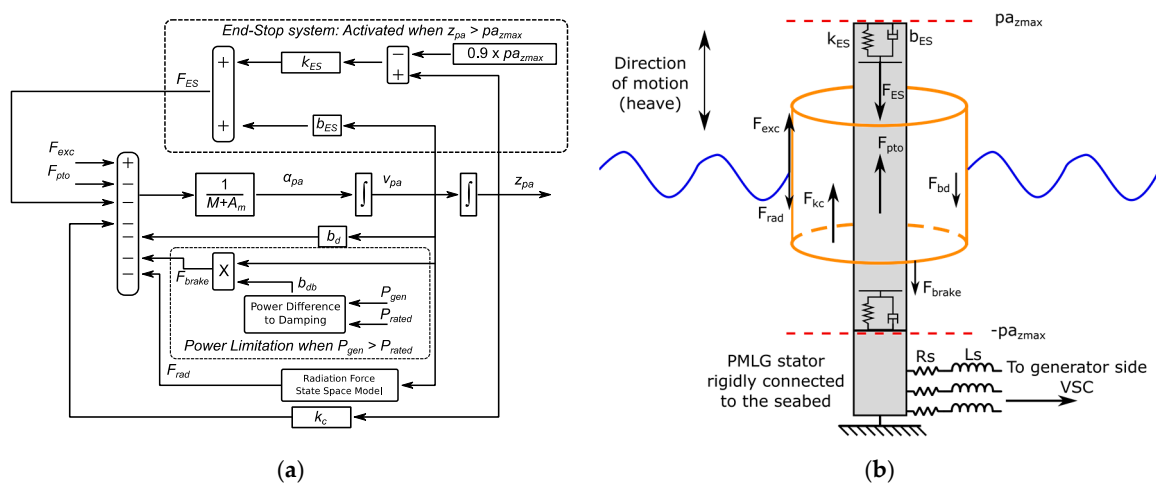 End-Stop system: Activated when z_pa > pa_zmax
−
+
0.9 x pa_zmax
k_ES
+
+
b_ES
F_ES
F_exc
F_pto
+
−
−
−
−
−
−
1
M+A_m
α_pa
∫
v_pa
∫
z_pa
b_d
F_brake
X
b_db
Power Difference
to Damping
P_gen
P_rated
Power Limitation when P_gen > P_rated
F_rad
Radiation Force
State Space Model
k_c
(a)
pa_zmax
k_ES
b_ES
Direction
of motion
(heave)
F_ES
F_exc
F_pto
F_rad
F_kc
F_bd
F_brake
-pa_zmax
PMLG stator
rigidly connected
to the seabed
Rs
Ls
To generator side
VSC
(b)